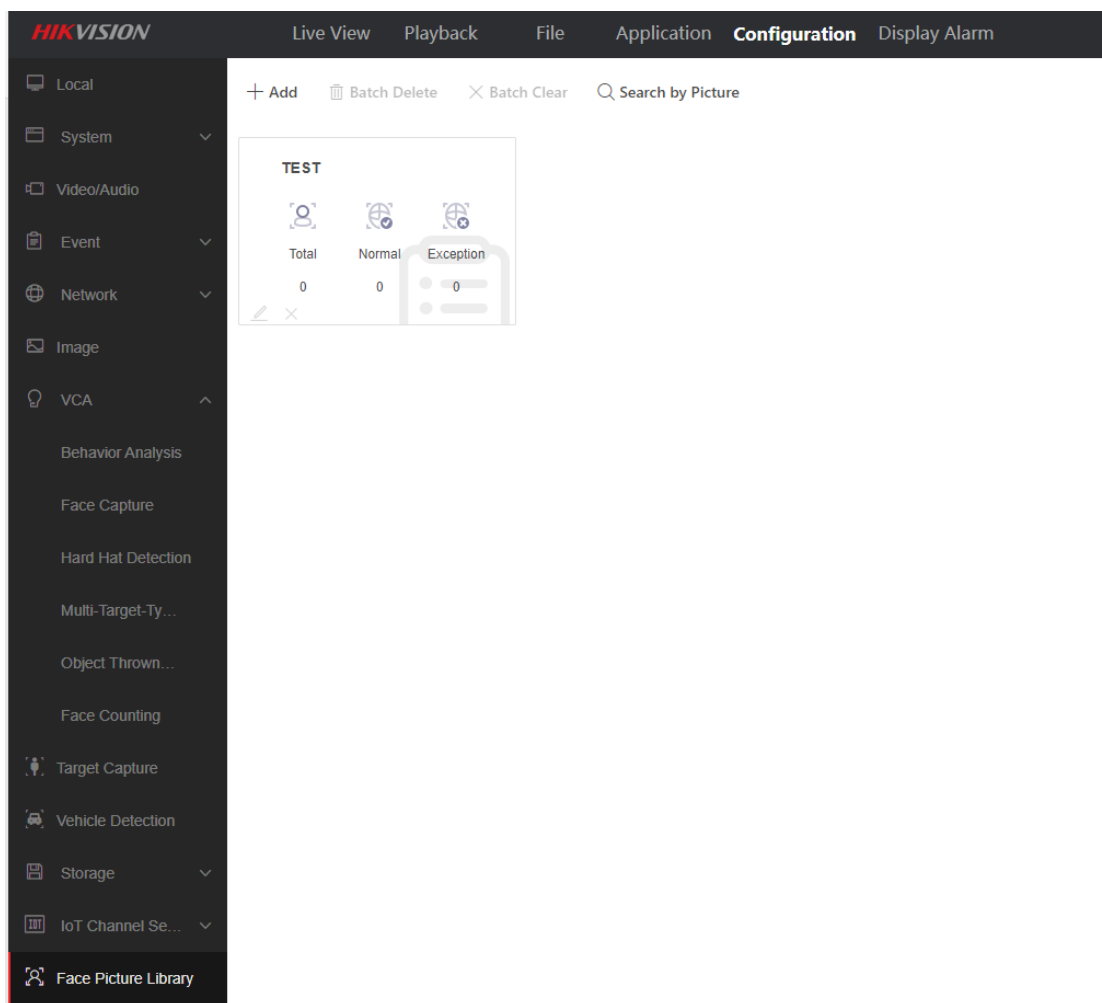 HIKVISION Live View Playback File Application Configuration Display Alarm
Local
System
Video/Audio
Event
Network
Image
VCA
Behavior Analysis
Face Capture
Hard Hat Detection
Multi-Target-Ty...
Object Thrown...
Face Counting
Target Capture
Vehicle Detection
Storage
IOT IoT Channel Se...
Face Picture Library
Add Batch Delete Batch Clear Search by Picture
TEST
Total Normal Exception
0 0 0